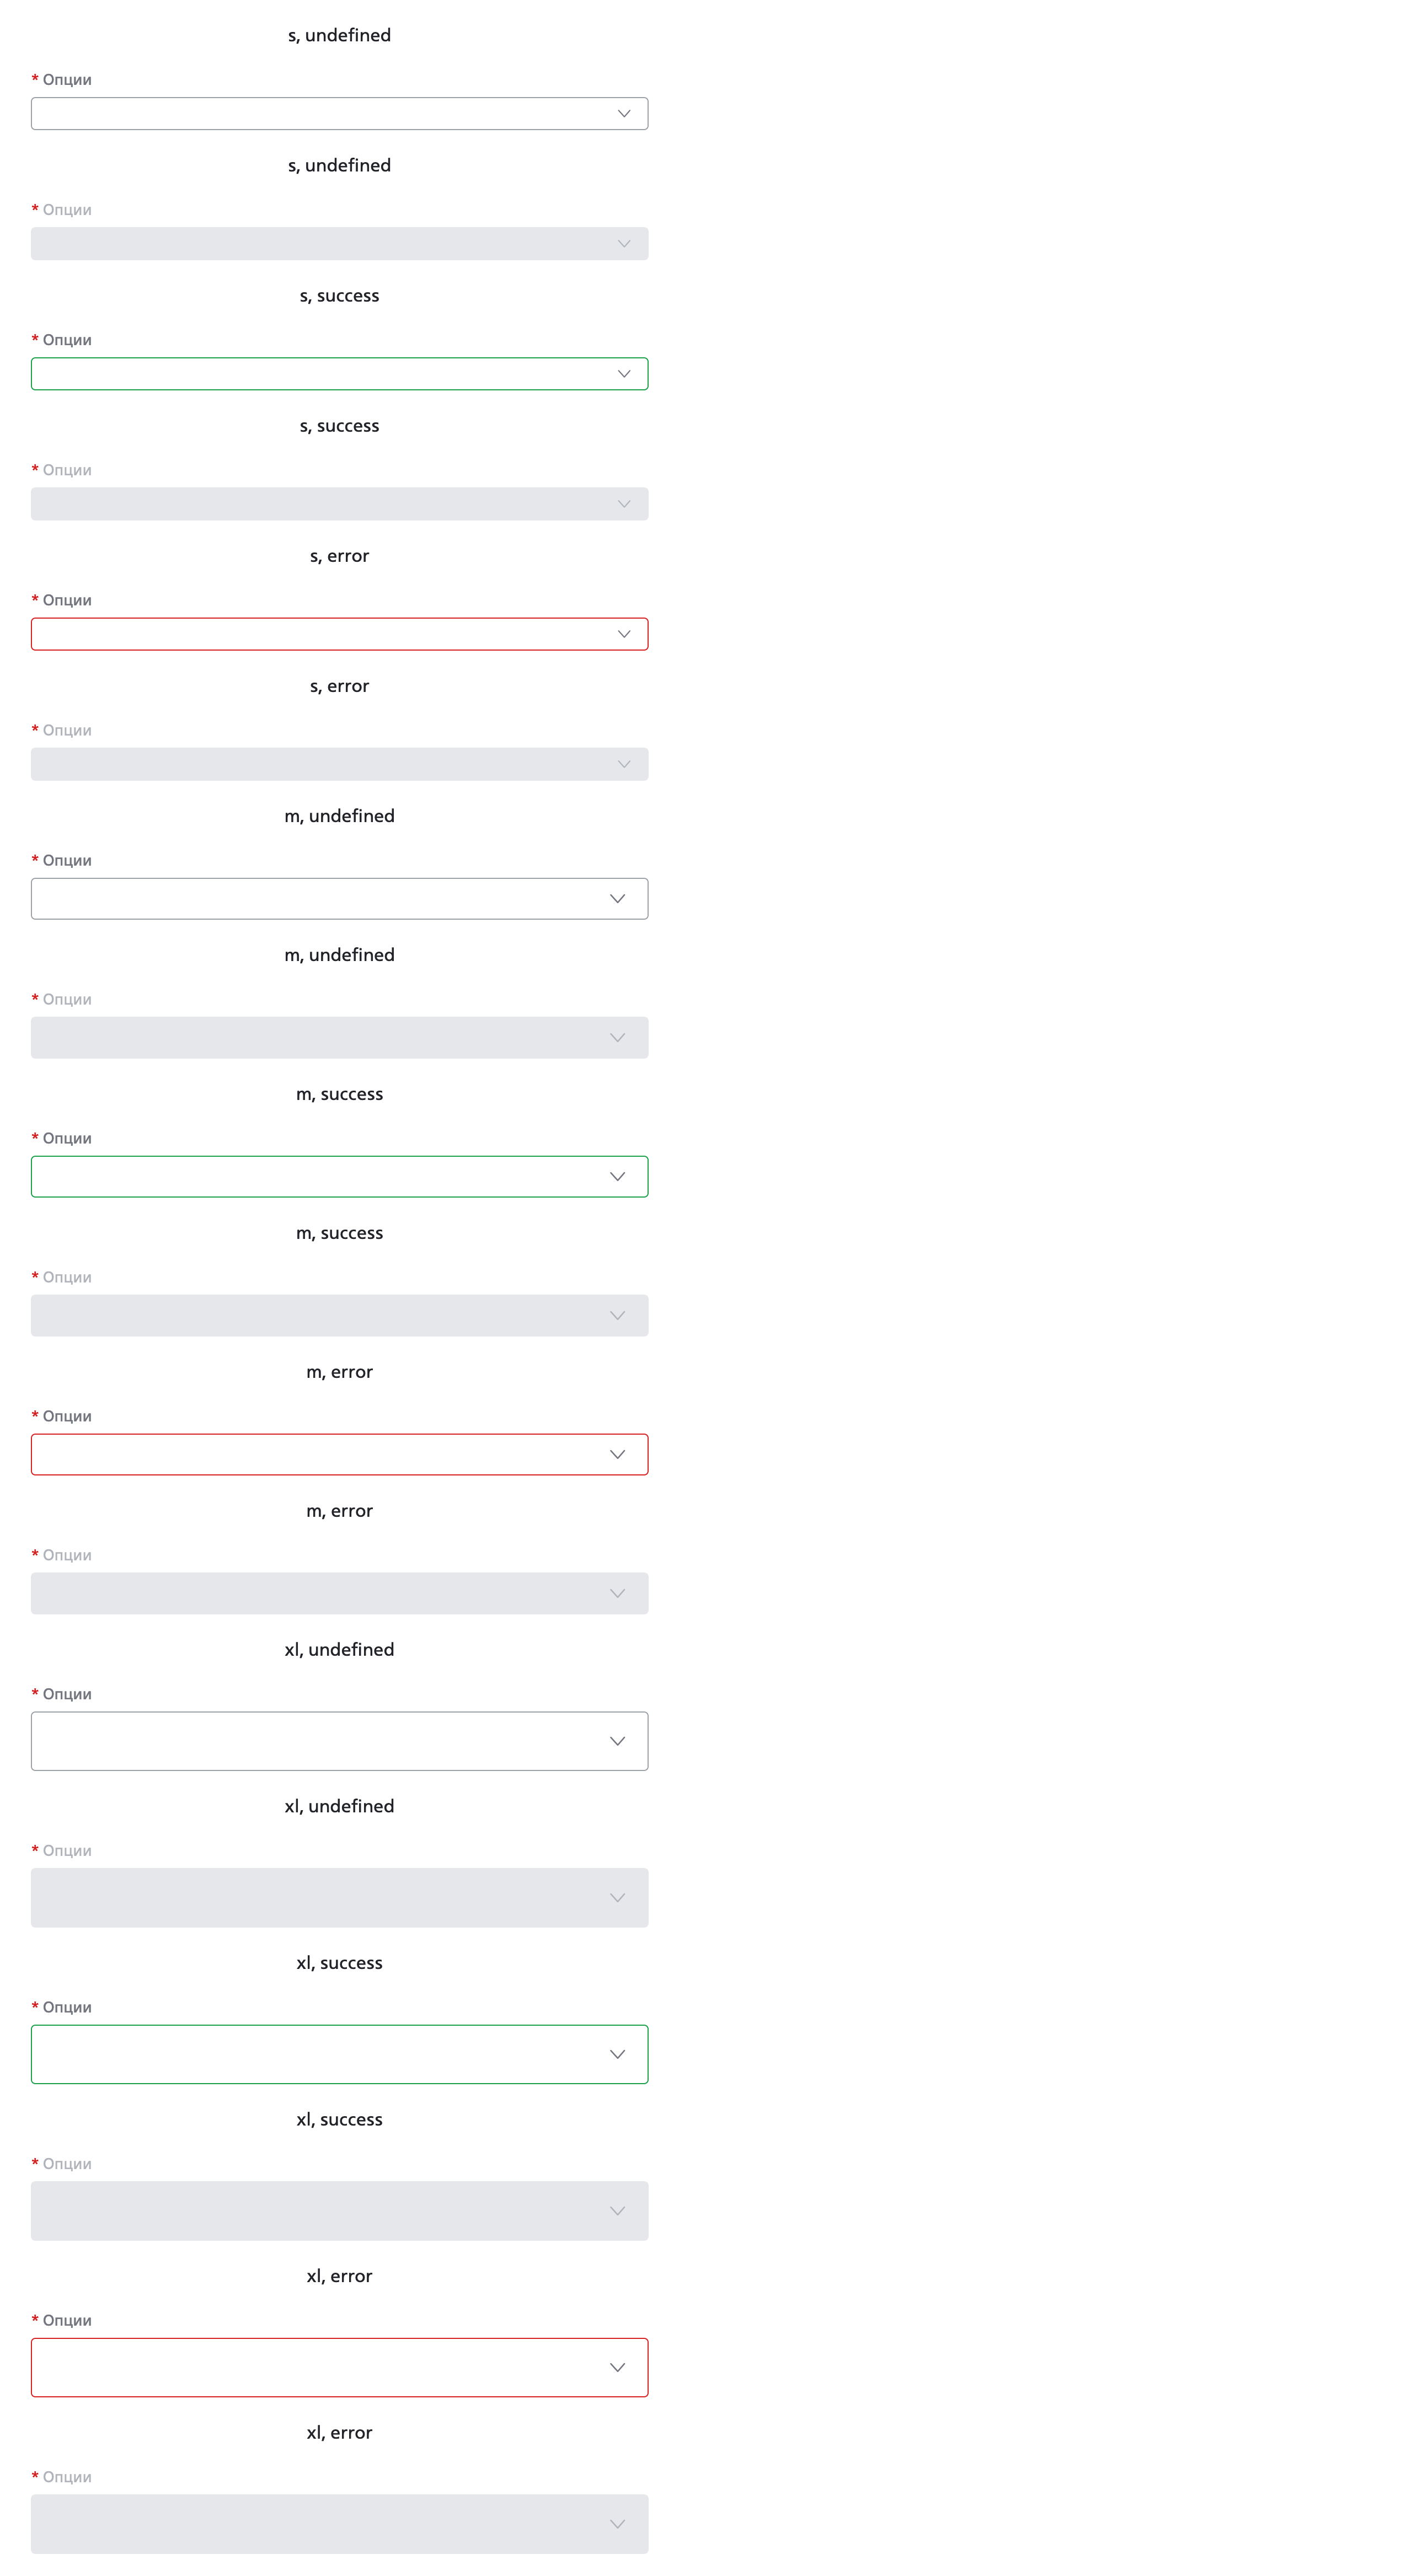 s, undefined
* Опции
s, undefined
* Опции
s, success
* Опции
s, success
* Опции
s, error
* Опции
s, error
* Опции
m, undefined
* Опции
m, undefined
* Опции
m, success
* Опции
m, success
* Опции
m, error
* Опции
m, error
* Опции
xl, undefined
* Опции
xl, undefined
* Опции
xl, success
* Опции
xl, success
* Опции
xl, error
* Опции
xl, error
* Опции